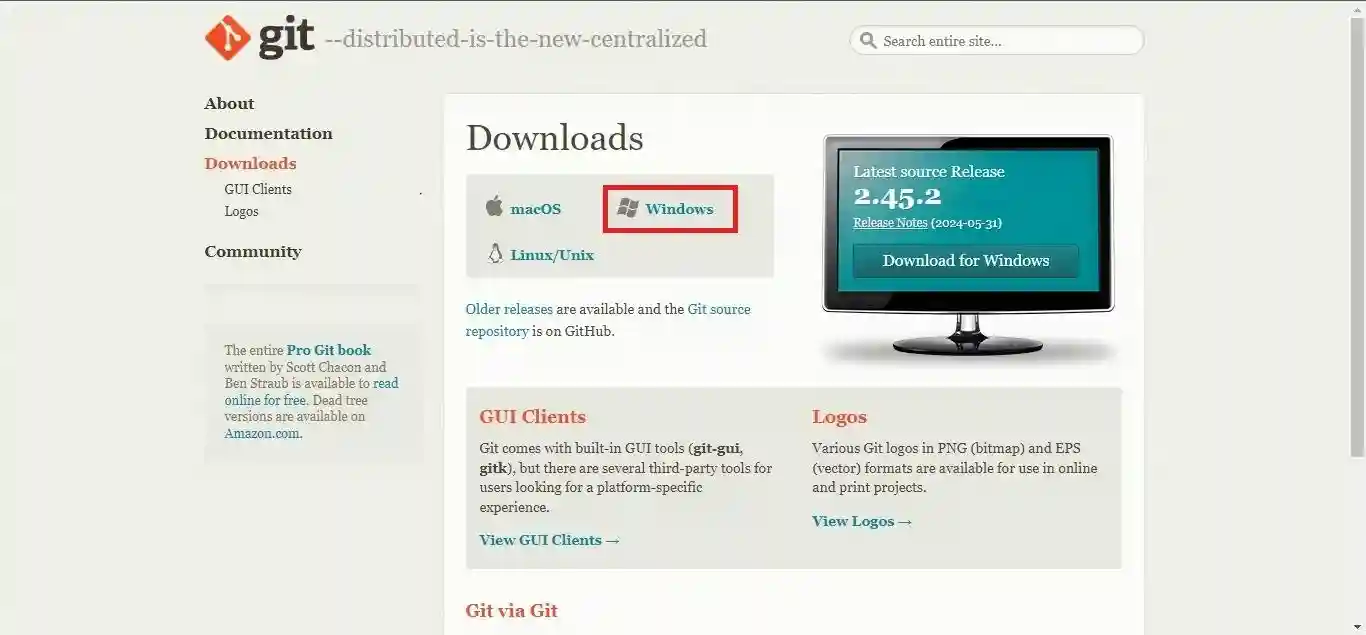 git --distributed-is-the-new-centralized
Search entire site...
About
Documentation
Downloads
GUI Clients
Logos
Community
The entire Pro Git book
written by Scott Chacon and
Ben Straub is available to read
online for free. Dead tree
versions are available on
Amazon.com.
Downloads
macOS
Windows
Linux/Unix
Older releases are available and the Git source
repository is on GitHub.
Latest source Release
2.45.2
Release Notes (2024-05-31)
Download for Windows
GUI Clients
Git comes with built-in GUI tools (git-gui,
gitk), but there are several third-party tools for
users looking for a platform-specific
experience.
View GUI Clients →
Logos
Various Git logos in PNG (bitmap) and EPS
(vector) formats are available for use in online
and print projects.
View Logos →
Git via Git